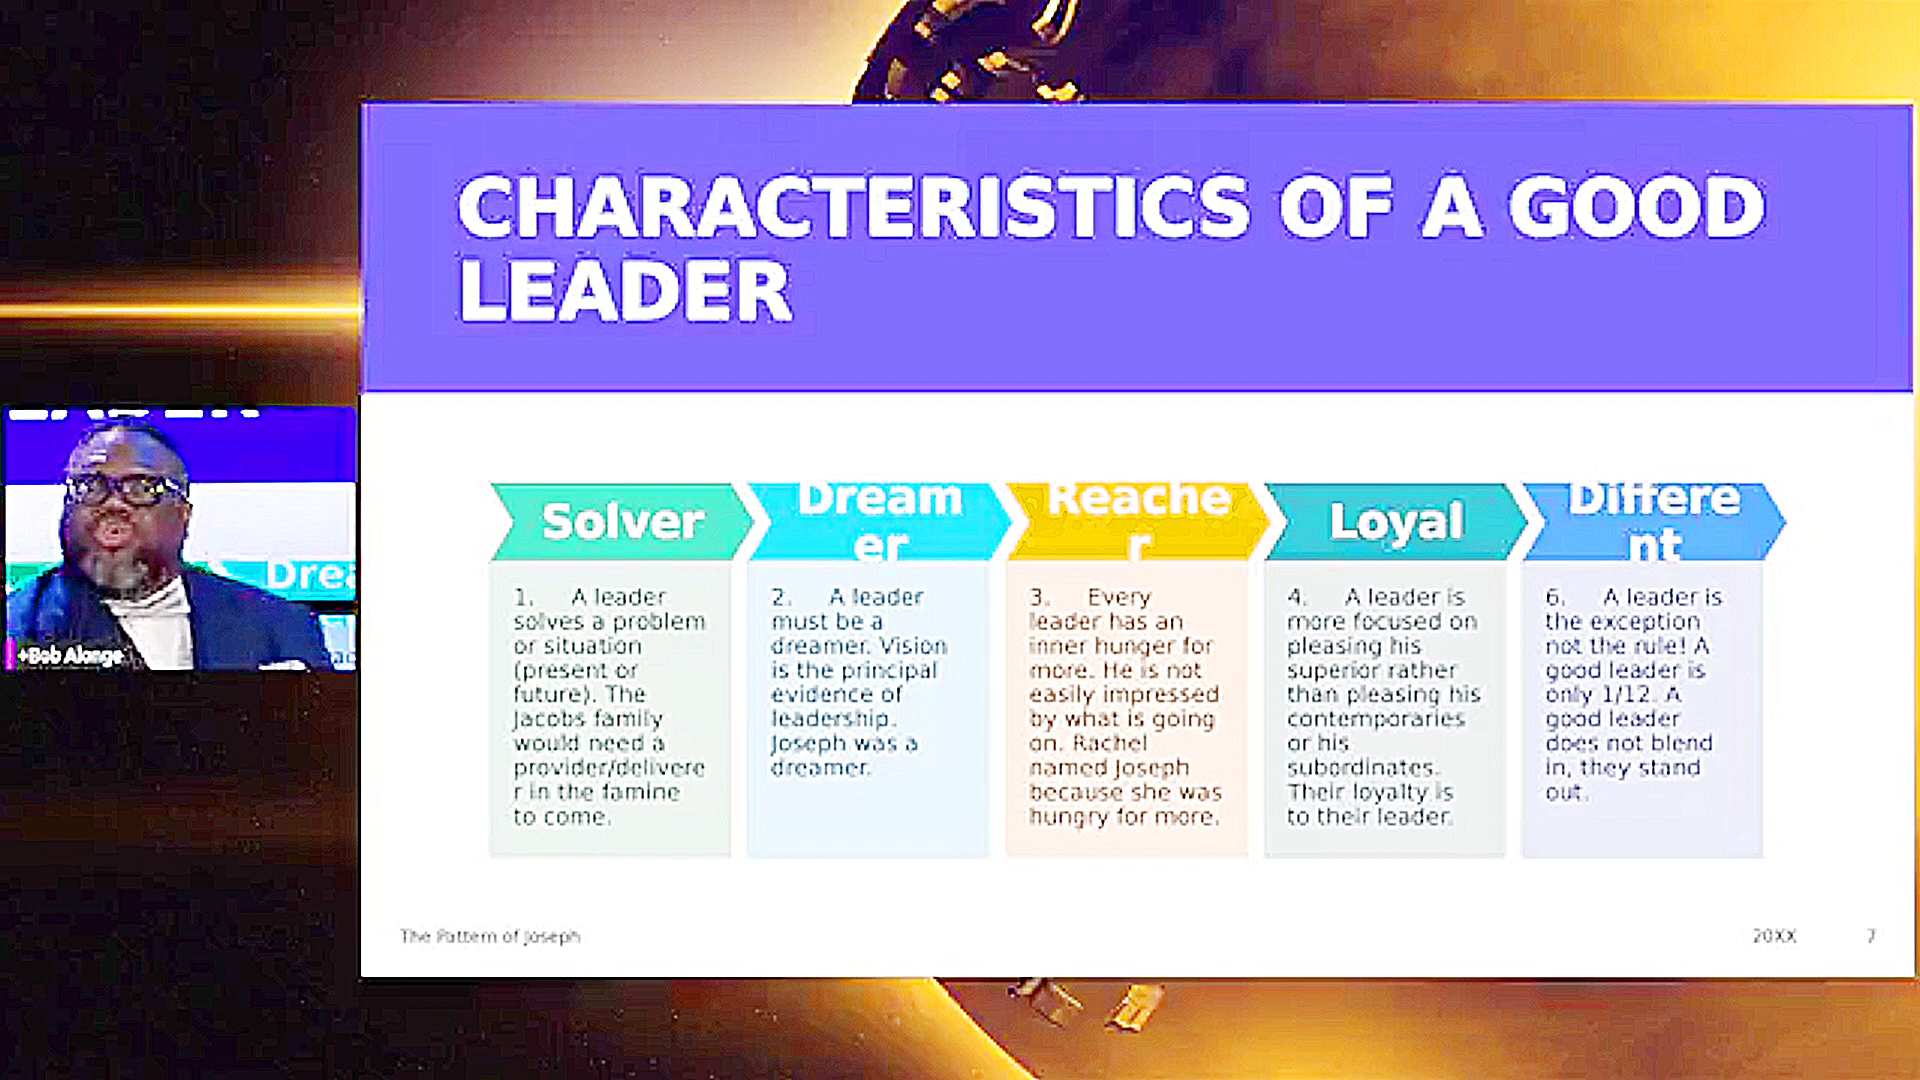 CHARACTERISTICS OF A GOOD
LEADER
Solver
Dream
er
Reache
r
Loyal
Differe
nt
1. A leader
solves a problem
or situation
(present or
future). The
Jacobs family
would need a
provider/delivere
r in the famine
to come.
2. A leader
must be a
dreamer. Vision
is the principal
evidence of
leadership.
Joseph was a
dreamer.
3. Every
leader has an
inner hunger for
more. He is not
easily impressed
by what is going
on. Rachel
named Joseph
because she was
hungry for more.
4. A leader is
more focused on
pleasing his
superior rather
than pleasing his
contemporaries
or his
subordinates.
Their loyalty is
to their leader.
6. A leader is
the exception
not the rule! A
good leader is
only 1/12. A
good leader
does not blend
in, they stand
out.
Drea
+Bob Alonge
The Pattern of Joseph
20XX
7